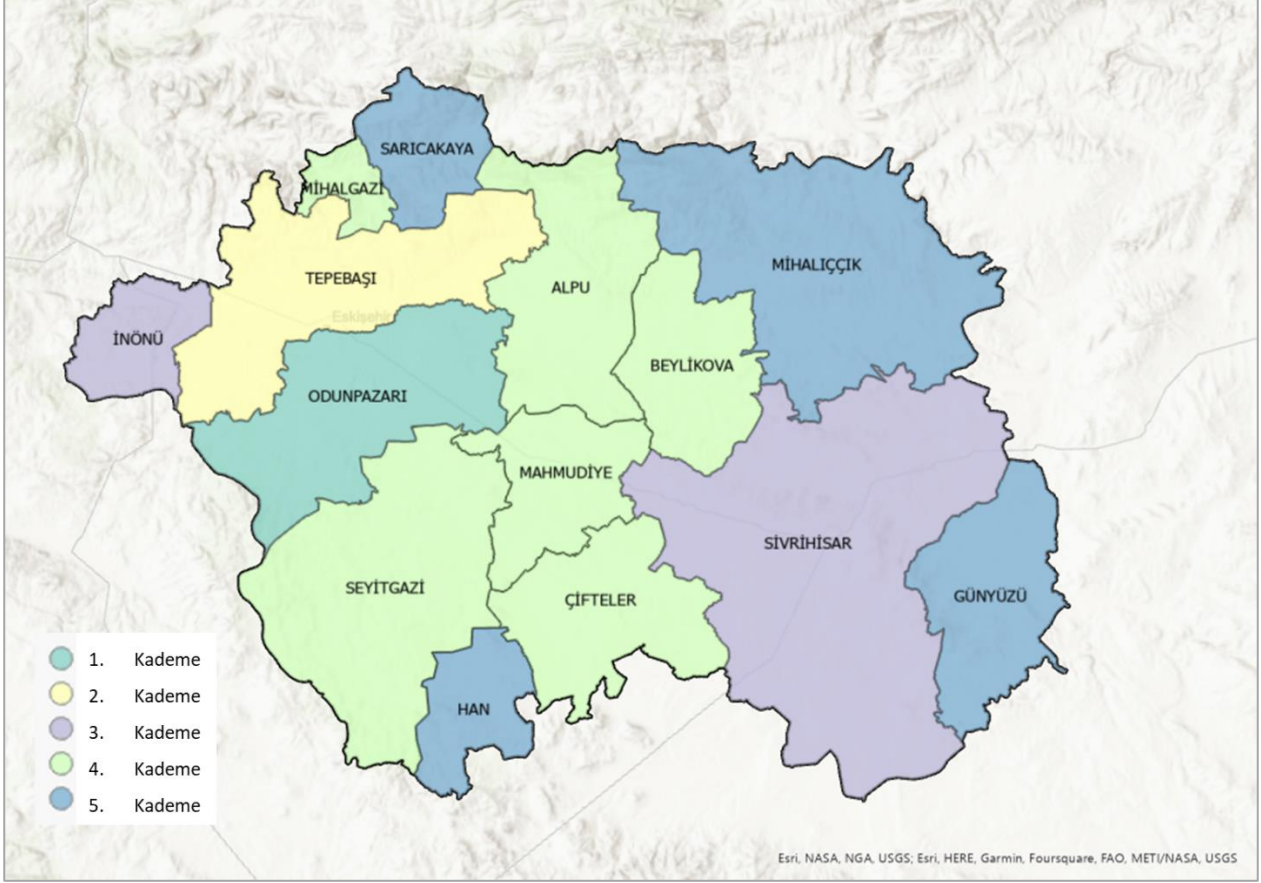 SARICAKAYA
MİHALGAZİ
TEPEBAŞI
MİHALIÇÇIK
ALPU
Eskişehir
İNÖNÜ
BEYLİKOVA
ODUNPAZARI
MAHMUDİYE
SİVRİHİSAR
SEYİTGAZİ
ÇİFTELER
GÜNYÜZÜ
HAN
1. Kademe
2. Kademe
3. Kademe
4. Kademe
5. Kademe
Esri, NASA, NGA, USGS; Esri, HERE, Garmin, Foursquare, FAO, METI/NASA, USGS